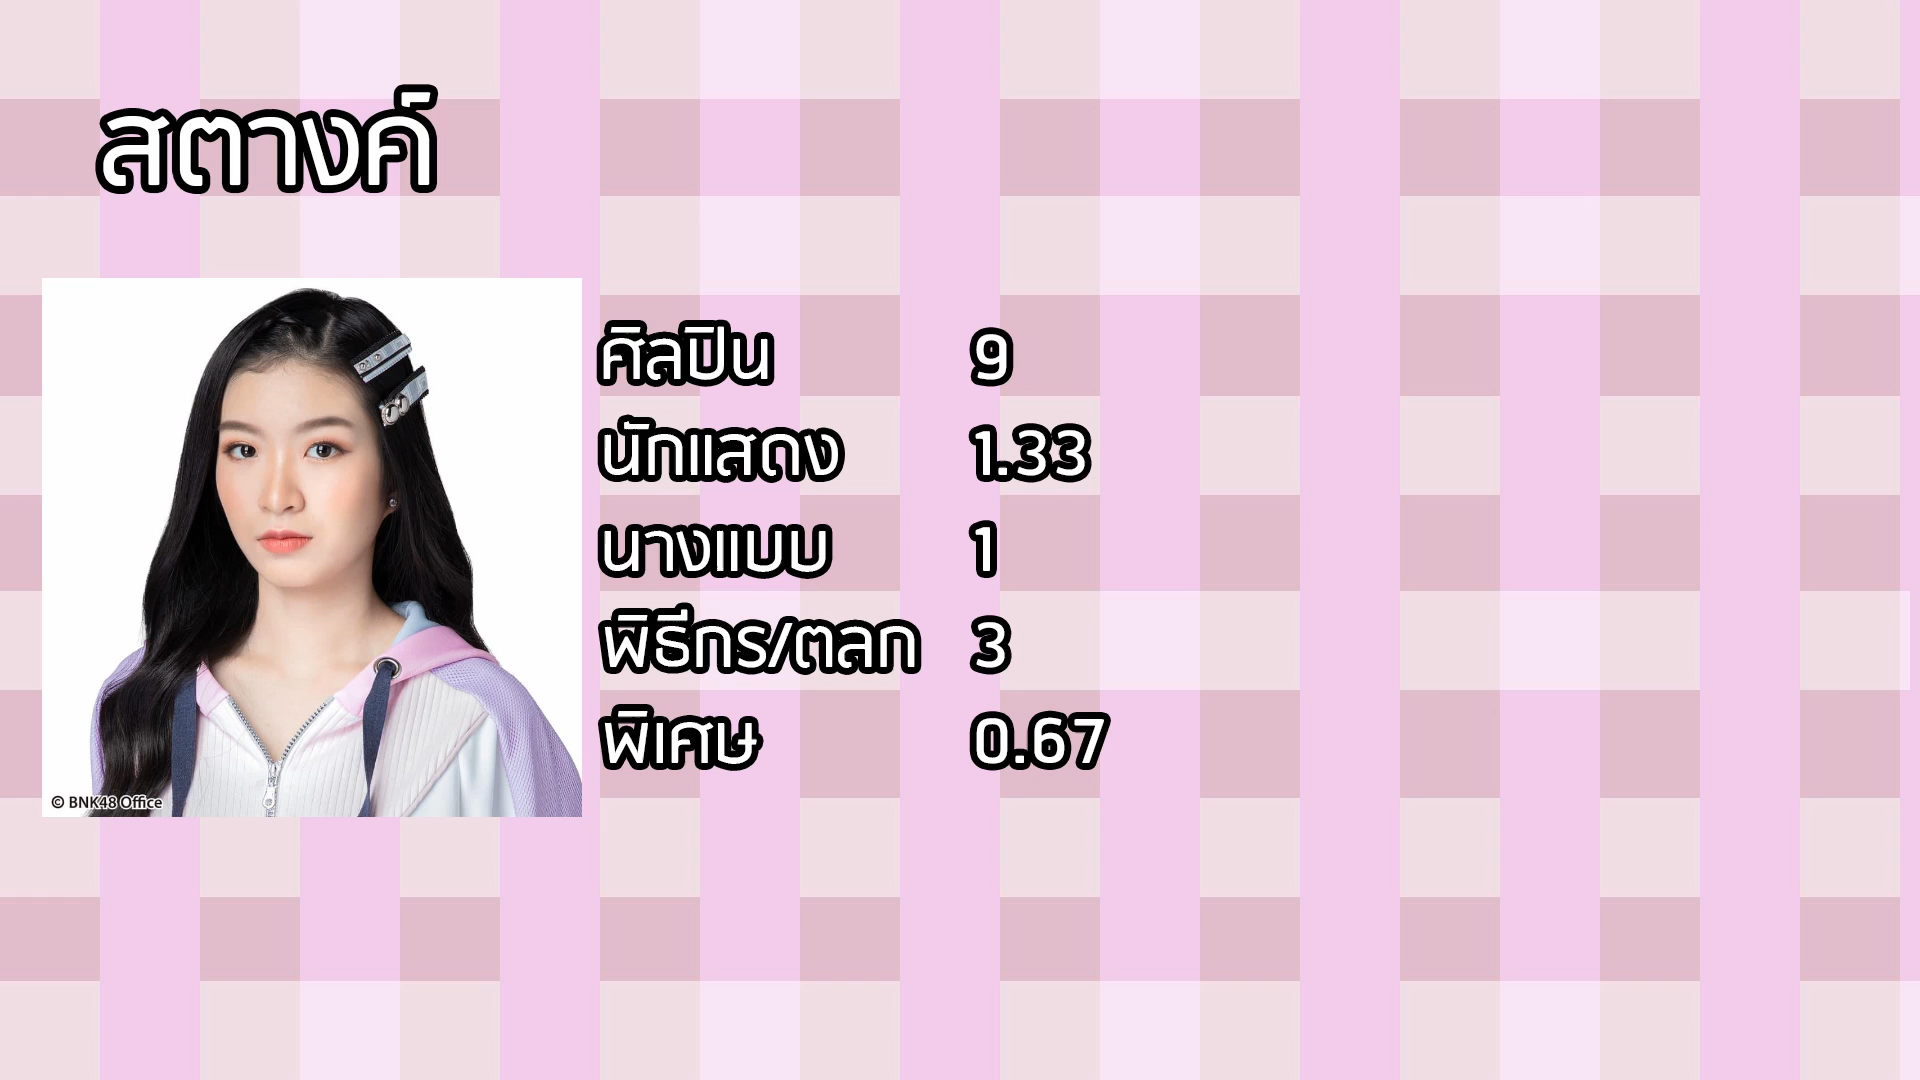 สตางค์
ศิลปิน 9
นักแสดง 1.33
นางแบบ 1
พิธีกร/ตลก 3
พิเศษ 0.67
© BNK48 Office